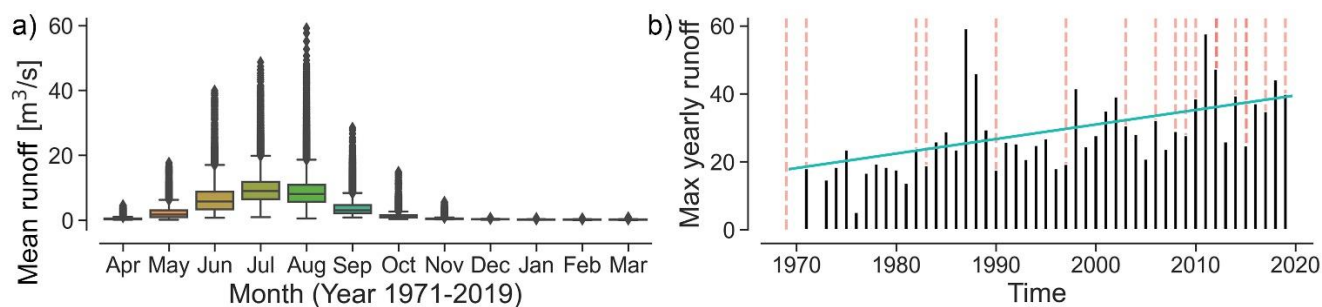 a)
Mean runoff [m³/s]
60
40
20
0
Apr May Jun Jul Aug Sep Oct Nov Dec Jan Feb Mar
Month (Year 1971-2019)
b)
Max yearly runoff
60
40
20
0
1970 1980 1990 2000 2010 2020
Time